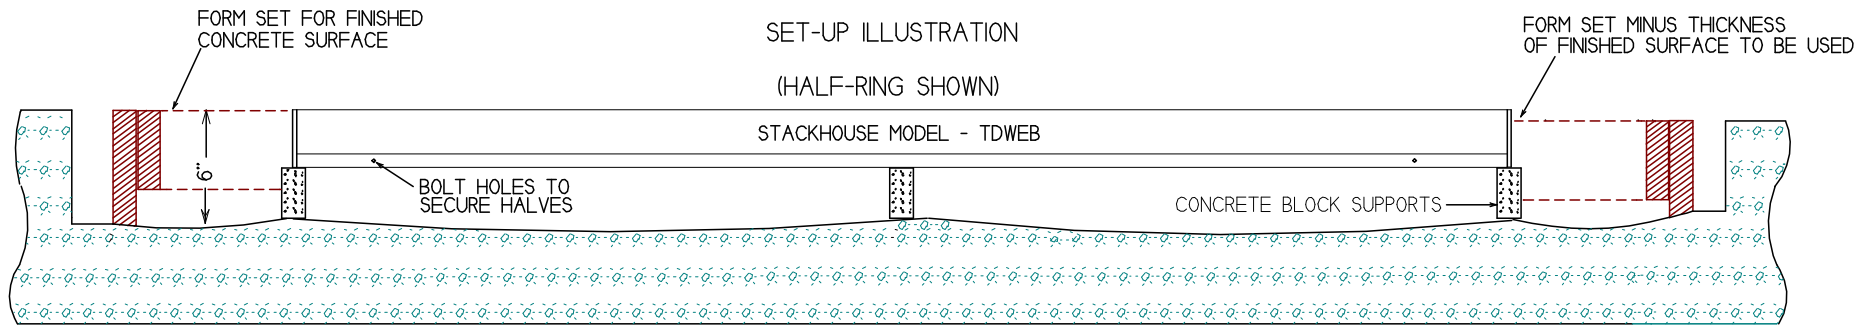 FORM SET FOR FINISHED
CONCRETE SURFACE
SET-UP ILLUSTRATION
(HALF-RING SHOWN)
FORM SET MINUS THICKNESS
OF FINISHED SURFACE TO BE USED
STACKHOUSE MODEL - TDWEB
6"
BOLT HOLES TO
SECURE HALVES
CONCRETE BLOCK SUPPORTS